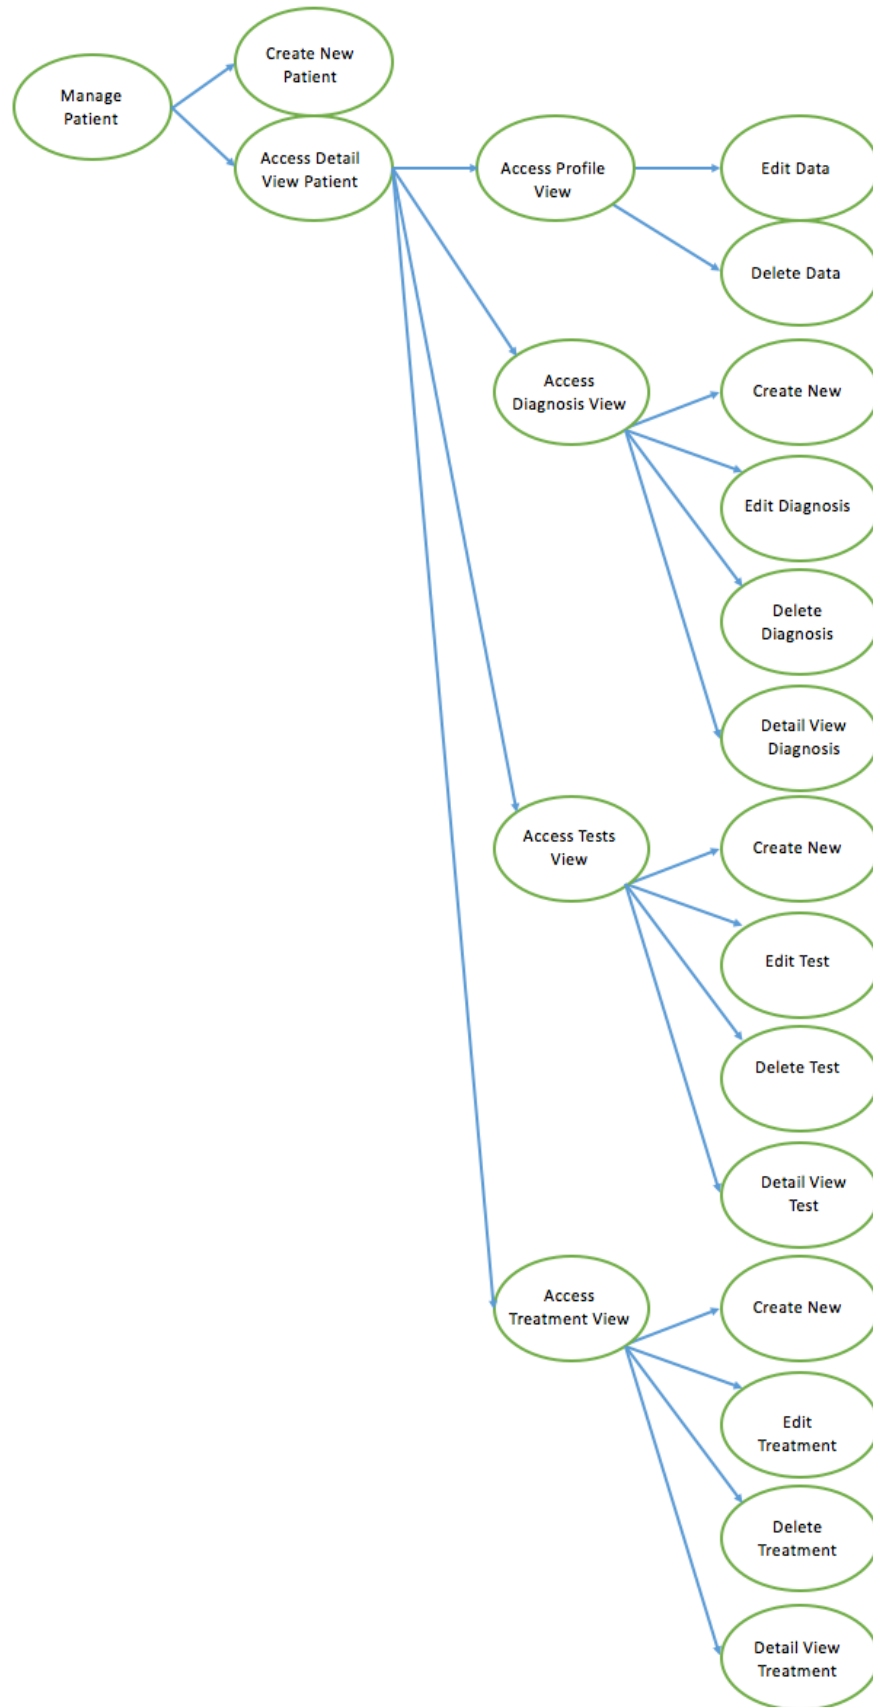 Create New
Patient
Manage
Patient
Access Detail
View Patient
Access Profile
View
Edit Data
Delete Data
Access
Diagnosis View
Create New
Edit Diagnosis
Delete
Diagnosis
Detail View
Diagnosis
Access Tests
View
Create New
Edit Test
Delete Test
Detail View
Test
Access
Treatment View
Create New
Edit
Treatment
Delete
Treatment
Detail View
Treatment